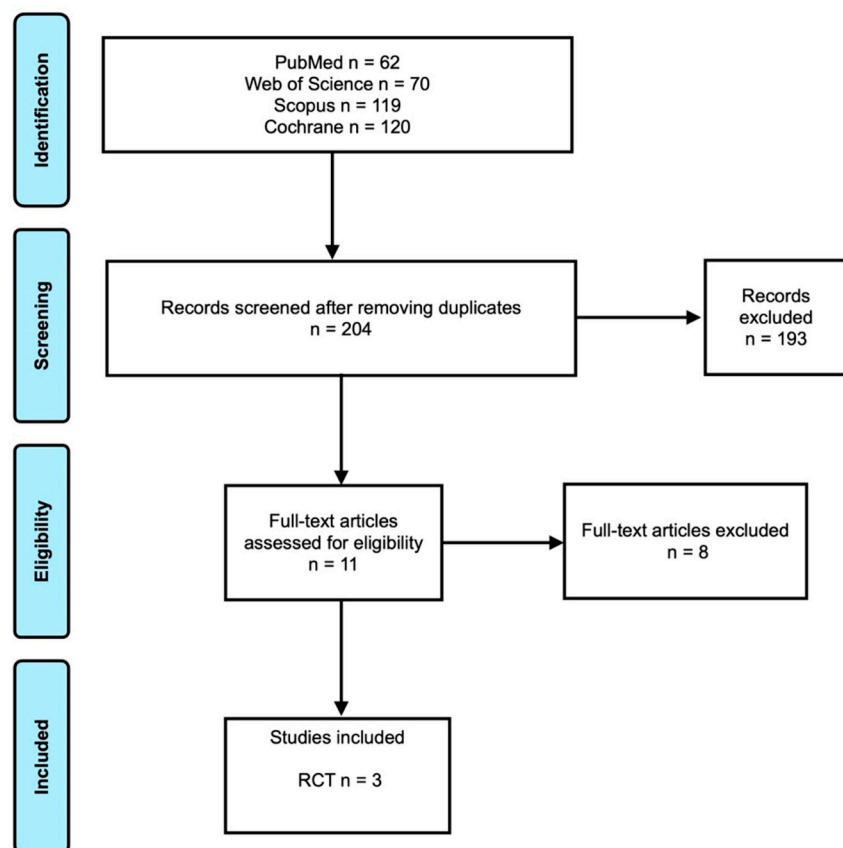 Identification
PubMed n = 62
Web of Science n = 70
Scopus n = 119
Cochrane n = 120
Screening
Records screened after removing duplicates
n = 204
Records
excluded
n = 193
Eligibility
Full-text articles
assessed for eligibility
n = 11
Full-text articles excluded
n = 8
Included
Studies included
RCT n = 3